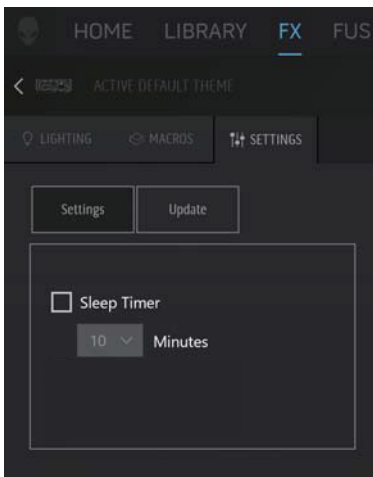 HOME LIBRARY FX FUS
ACTIVE DEFAULT THEME
LIGHTING MACROS SETTINGS
Settings Update
Sleep Timer
10 Minutes